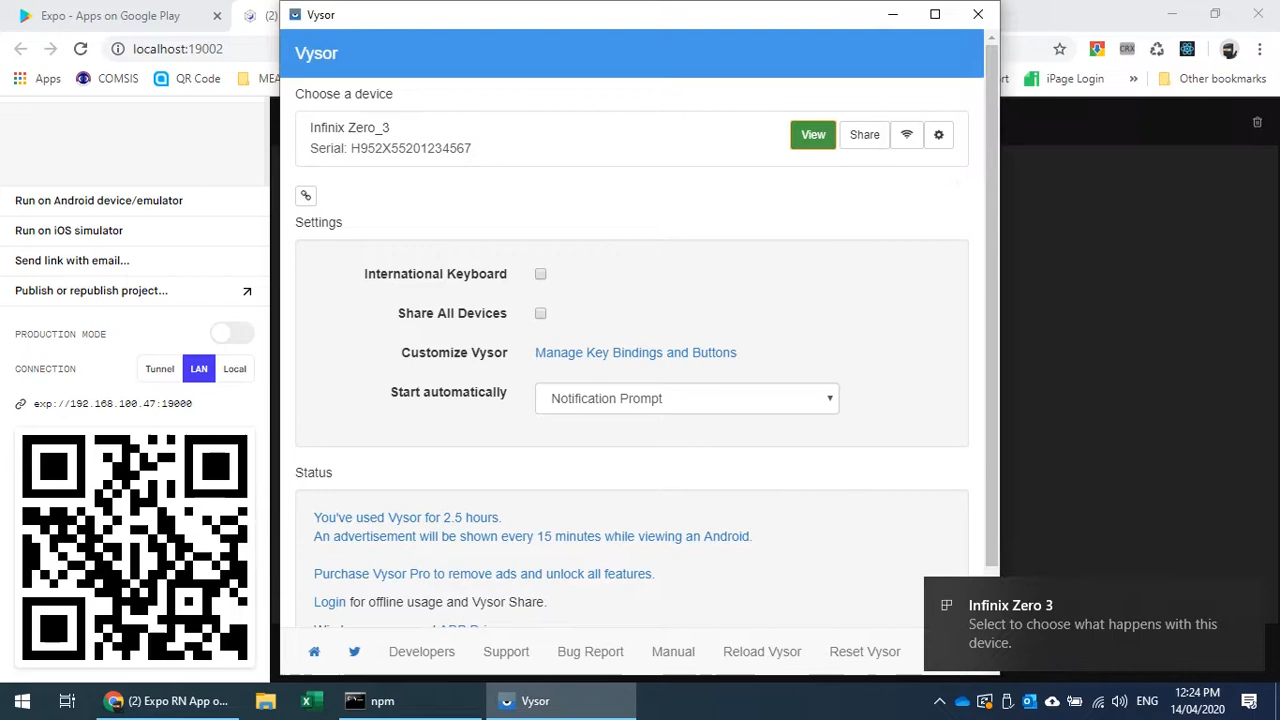 Expo - Apps on Google Play
(2)
Vysor
localhost:19002
CRX
Apps
COMSIS
QR Code
MEA
rt
iPage Login
»
Other bookmarks
Vysor
Choose a device
Infinix Zero_3
Serial: H952X55201234567
View
Share
Run on Android device/emulator
Run on iOS simulator
Send link with email...
Publish or republish project...
PRODUCTION MODE
CONNECTION
Tunnel
LAN
Local
exp://192.168.100.47:19000
Settings
International Keyboard
Share All Devices
Customize Vysor
Manage Key Bindings and Buttons
Start automatically
Notification Prompt
Status
You've used Vysor for 2.5 hours.
An advertisement will be shown every 15 minutes while viewing an Android.
Purchase Vysor Pro to remove ads and unlock all features.
Login for offline usage and Vysor Share.
Developers
Support
Bug Report
Manual
Reload Vysor
Reset Vysor
Infinix Zero 3
Select to choose what happens with this
device.
(2) Expo RN App o...
npm
Vysor
ENG
12:24 PM
14/04/2020